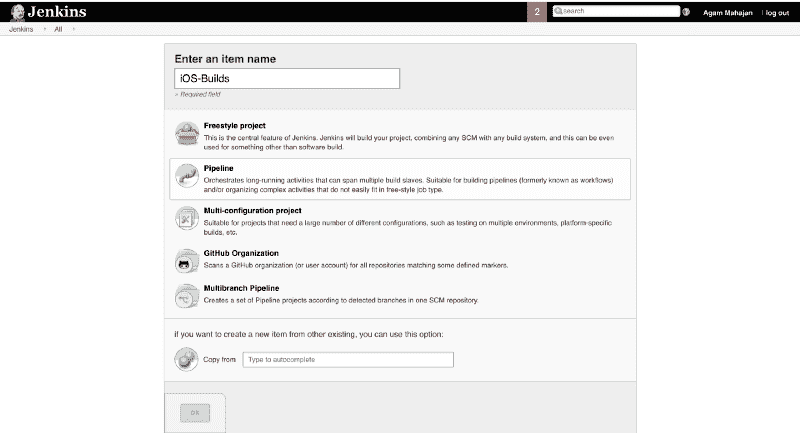 Jenkins
2
search
Agam Mahajan
log out
Jenkins
All
Enter an item name
iOS-Builds
» Required field
Freestyle project
This is the central feature of Jenkins. Jenkins will build your project, combining any SCM with any build system, and this can be even
used for something other than software build.
Pipeline
Orchestrates long-running activities that can span multiple build slaves. Suitable for building pipelines (formerly known as workflows)
and/or organizing complex activities that do not easily fit in free-style job type.
Multi-configuration project
Suitable for projects that need a large number of different configurations, such as testing on multiple environments, platform-specific
builds, etc.
GitHub Organization
Scans a GitHub organization (or user account) for all repositories matching some defined markers.
Multibranch Pipeline
Creates a set of Pipeline projects according to detected branches in one SCM repository.
if you want to create a new item from other existing, you can use this option:
Copy from
Type to autocomplete
OK